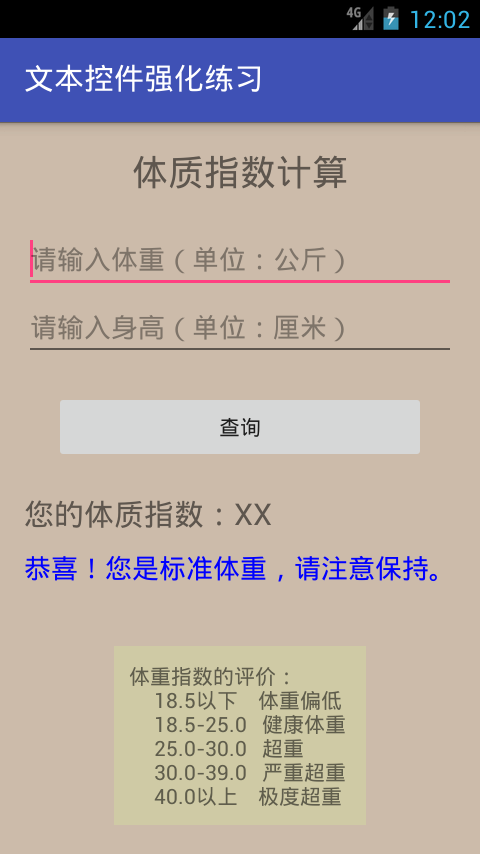 4G 12:02
文本控件强化练习
体质指数计算
请输入体重（单位：公斤）
请输入身高（单位：厘米）
查询
您的体质指数：XX
恭喜！您是标准体重，请注意保持。
体重指数的评价：
18.5以下 体重偏低
18.5-25.0 健康体重
25.0-30.0 超重
30.0-39.0 严重超重
40.0以上 极度超重